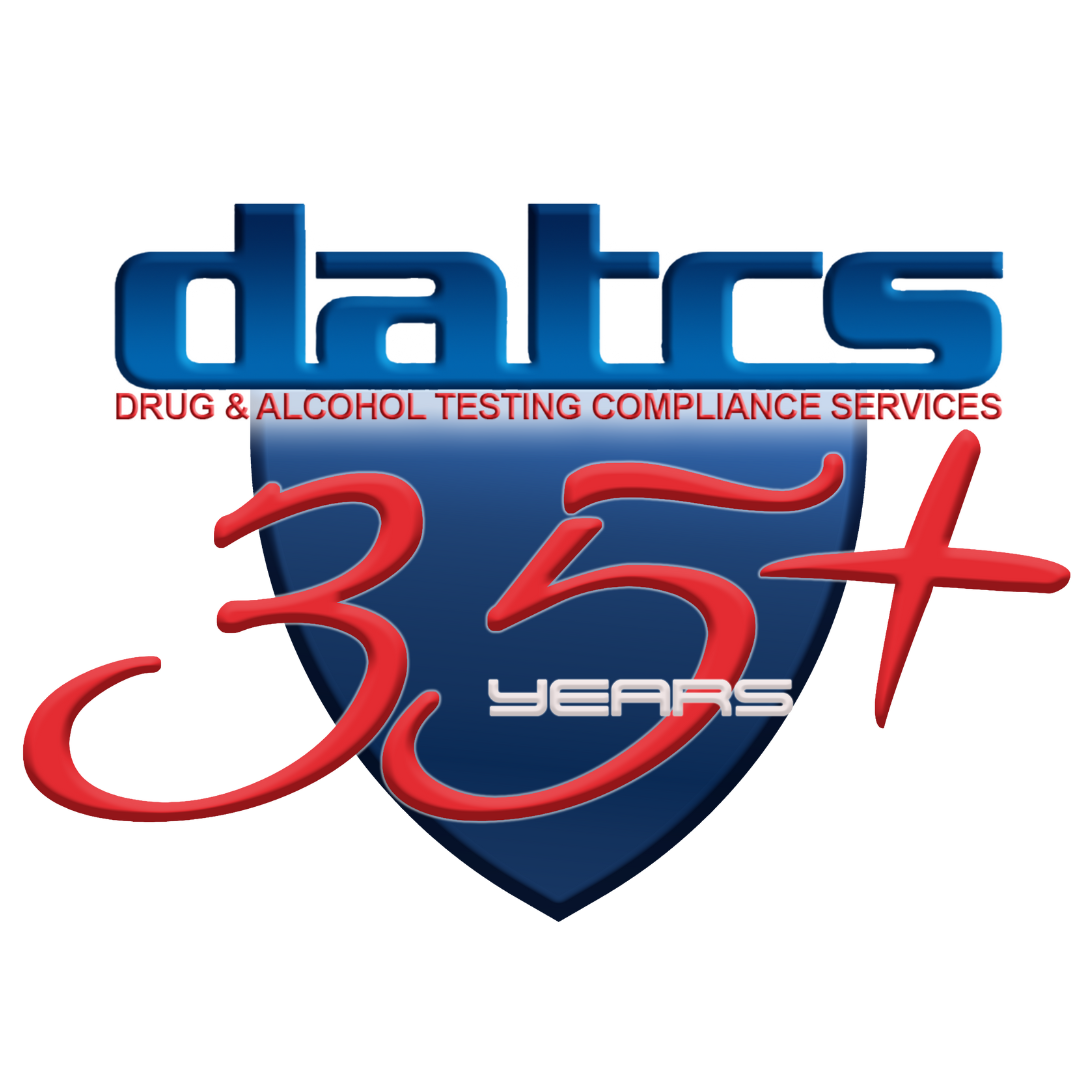 datcs
DRUG & ALCOHOL TESTING COMPLIANCE SERVICES
35+
YEARS